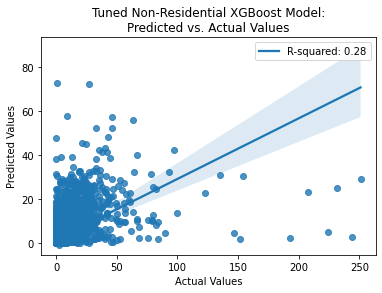 Tuned Non-Residential XGBoost Model:
Predicted vs. Actual Values
R-squared: 0.28
80
60
40
20
0
Predicted Values
0 50 100 150 200 250
Actual Values